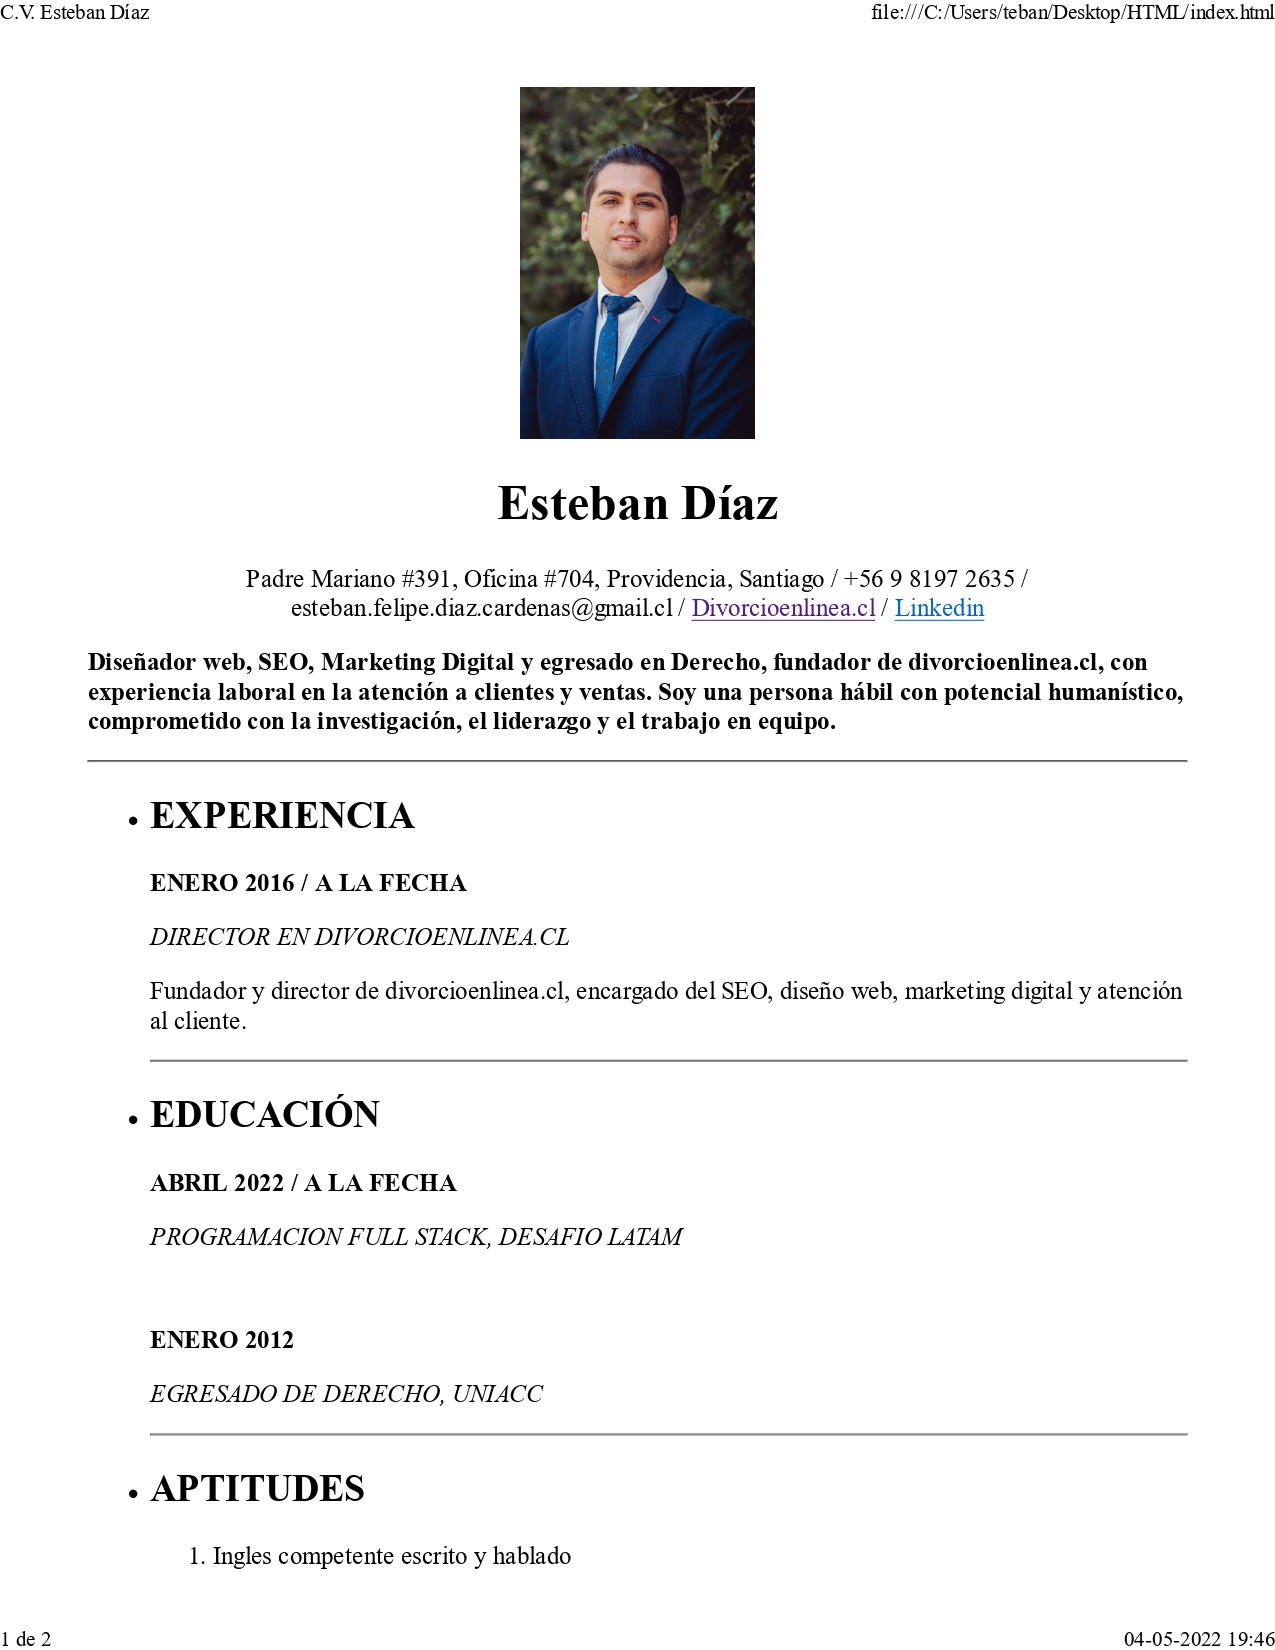 C.V. Esteban Díaz
file:///C:/Users/teban/Desktop/HTML/index.html
Esteban Díaz
Padre Mariano #391, Oficina #704, Providencia, Santiago / +56 9 8197 2635 /
esteban.felipe.diaz.cardenas@gmail.cl / Divorcioenlinea.cl / Linkedin
Diseñador web, SEO, Marketing Digital y egresado en Derecho, fundador de divorcioenlinea.cl, con
experiencia laboral en la atención a clientes y ventas. Soy una persona hábil con potencial humanístico,
comprometido con la investigación, el liderazgo y el trabajo en equipo.
• EXPERIENCIA
ENERO 2016 / A LA FECHA
DIRECTOR EN DIVORCIOENLINEA.CL
Fundador y director de divorcioenlinea.cl, encargado del SEO, diseño web, marketing digital y atención
al cliente.
• EDUCACIÓN
ABRIL 2022 / A LA FECHA
PROGRAMACION FULL STACK, DESAFIO LATAM
ENERO 2012
EGRESADO DE DERECHO, UNIACC
• APTITUDES
1. Ingles competente escrito y hablado
1 de 2
04-05-2022 19:46